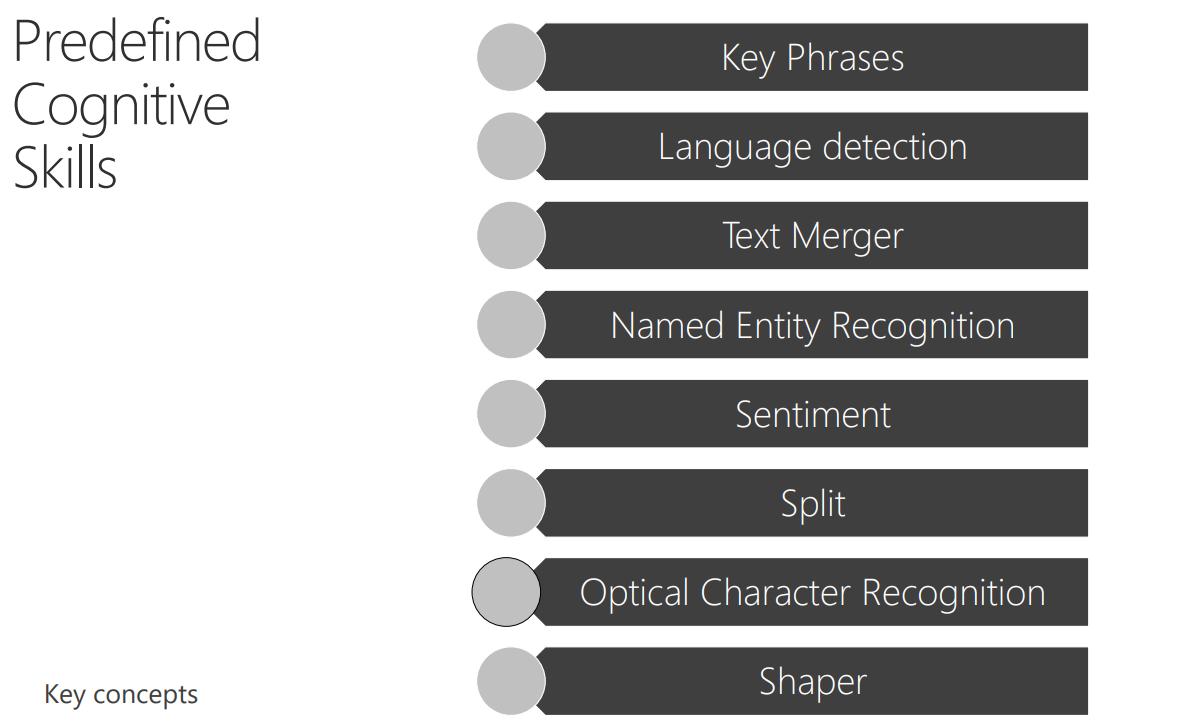 Predefined
Cognitive
Skills
Key Phrases
Language detection
Text Merger
Named Entity Recognition
Sentiment
Split
Optical Character Recognition
Shaper
Key concepts